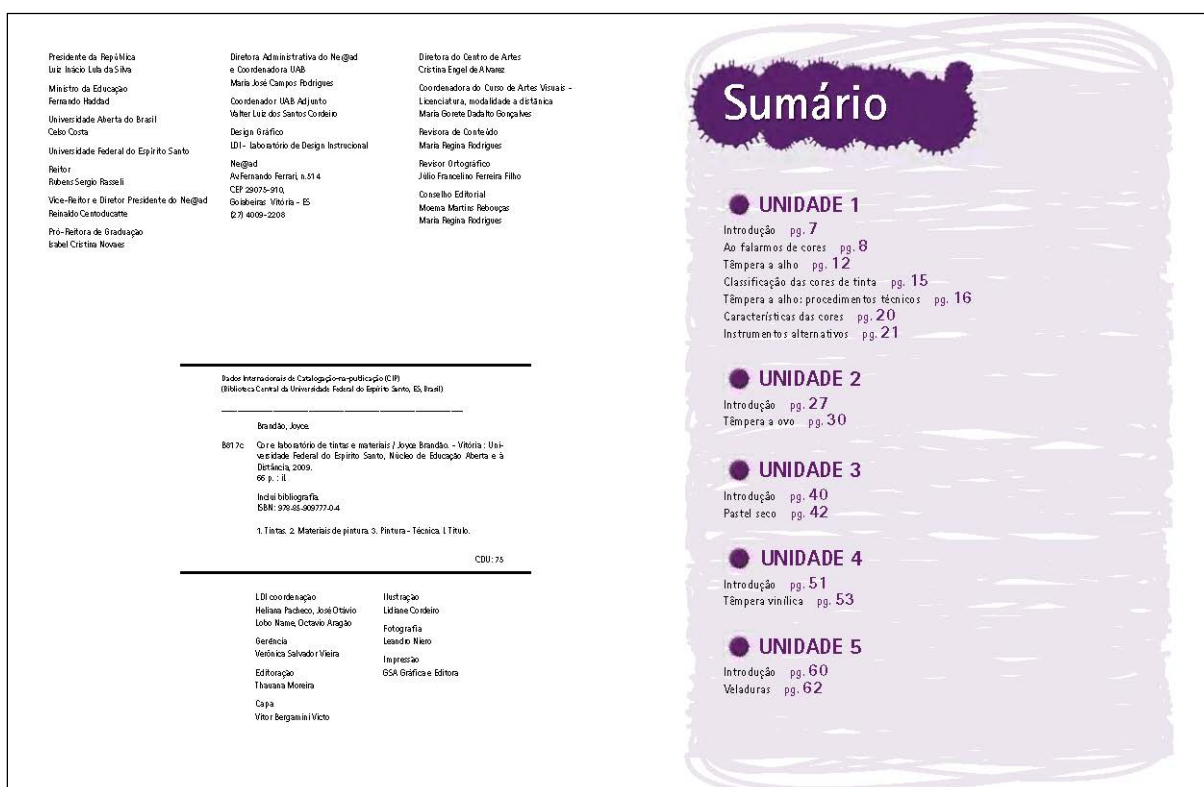 Presidente da República
Luiz Inácio Lula da Silva
Ministro da Educação
Fernando Haddad
Universidade Aberta do Brasil
Celso Costa
Universidade Federal do Espírito Santo
Reitor
Rubens Sergio Rasseli
Vice-Reitor e Diretor Presidente do Ne@ad
Reinaldo Centoducatte
Pró-Reitora de Graduação
Isabel Cristina Novaes
Diretora Administrativa do Ne@ad
e Coordenadora UAB
Maria José Campos Rodrigues
Coordenador UAB Adjunto
Valter Luiz dos Santos Cordeiro
Design Gráfico
LDI - Laboratório de Design Instrucional
Ne@ad
Av.Fernando Ferrari, n.514
CEP 29075-910,
Goiabeiras Vitória - ES
(27) 4009-2208
Diretora do Centro de Artes
Cristina Engel de Alvarez
Coordenadora do Curso de Artes Visuais -
Licenciatura, modalidade a distânica
Maria Gorete Dadalto Gonçalves
Revisora de Conteúdo
Maria Regina Rodrigues
Revisor Ortográfico
Júlio Francelino Ferreira Filho
Conselho Editorial
Moema Martins Rebouças
Maria Regina Rodrigues
Dados Internacionais de Catalogação-na-publicação (CIP)
(Biblioteca Central da Universidade Federal do Espírito Santo, ES, Brasil)
Brandão, Joyce.
B817c Cor e laboratório de tintas e materiais / Joyce Brandão. - Vitória : Uni-
versidade Federal do Espírito Santo, Núcleo de Educação Aberta e à
Distância, 2009.
66 p. : il.
Inclui bibliografia.
ISBN: 978-85-909777-0-4
1. Tintas. 2. Materiais de pintura. 3. Pintura - Técnica. I. Título.
CDU: 75
LDI coordenação
Heliana Pacheco, José Otávio
Lobo Name, Octavio Aragão
Gerência
Verônica Salvador Vieira
Editoração
Thauana Moreira
Capa
Vitor Bergamini Victo
Ilustração
Lidiane Cordeiro
Fotografia
Leandro Niero
Impressão
GSA Gráfica e Editora
Sumário
UNIDADE 1
Introdução pg. 7
Ao falarmos de cores pg. 8
Têmpera a alho pg. 12
Classificação das cores de tinta pg. 15
Têmpera a alho: procedimentos técnicos pg. 16
Características das cores pg. 20
Instrumentos alternativos pg. 21
UNIDADE 2
Introdução pg. 27
Têmpera a ovo pg. 30
UNIDADE 3
Introdução pg. 40
Pastel seco pg. 42
UNIDADE 4
Introdução pg. 51
Têmpera vinílica pg. 53
UNIDADE 5
Introdução pg. 60
Veladuras pg. 62